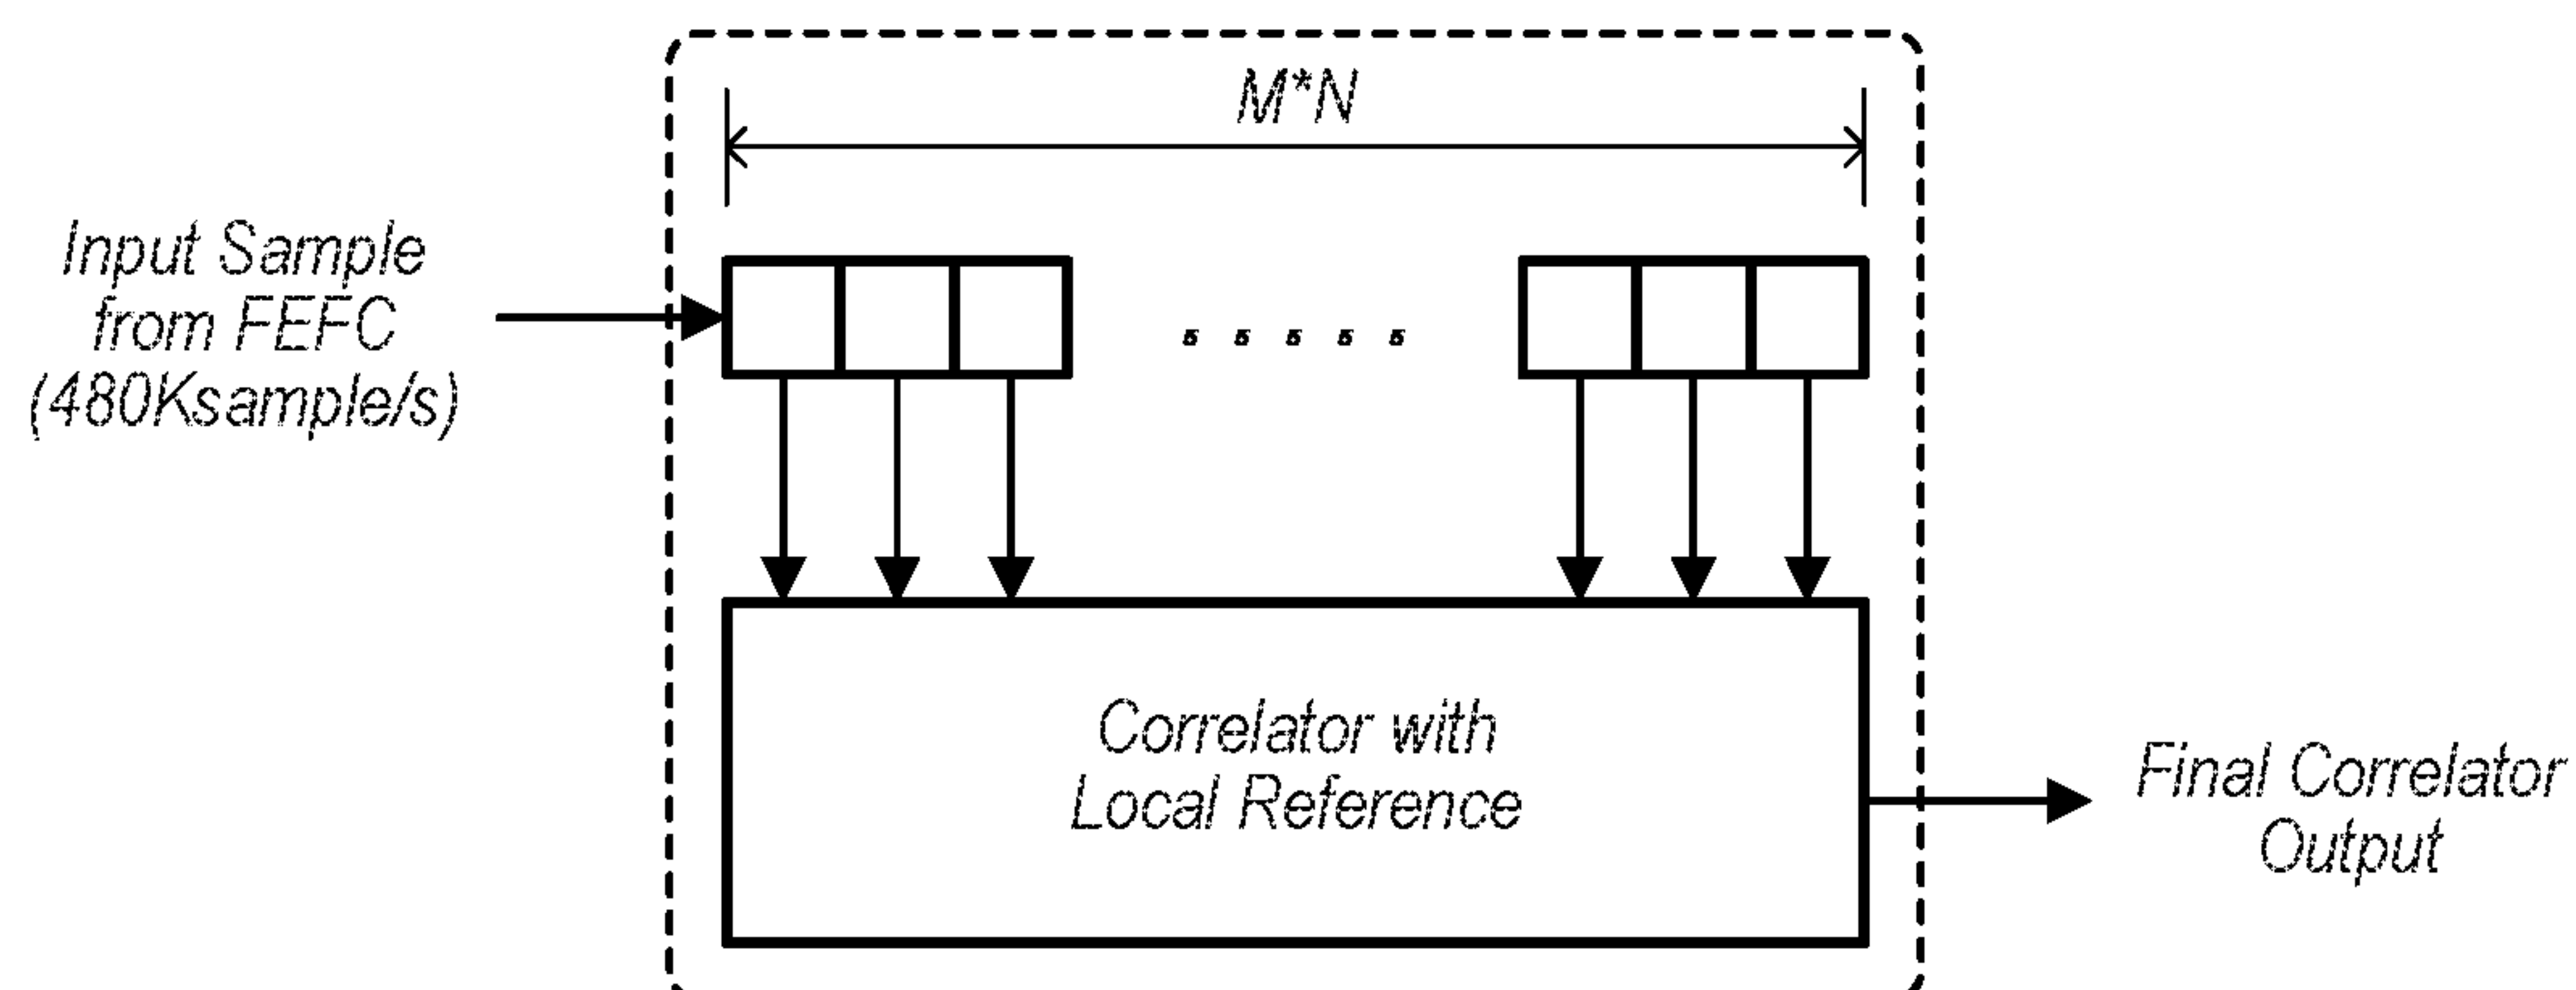 M*N
Input Sample
from FEFC
(480Ksample/s)
Correlator with
Local Reference
Final Correlator
Output